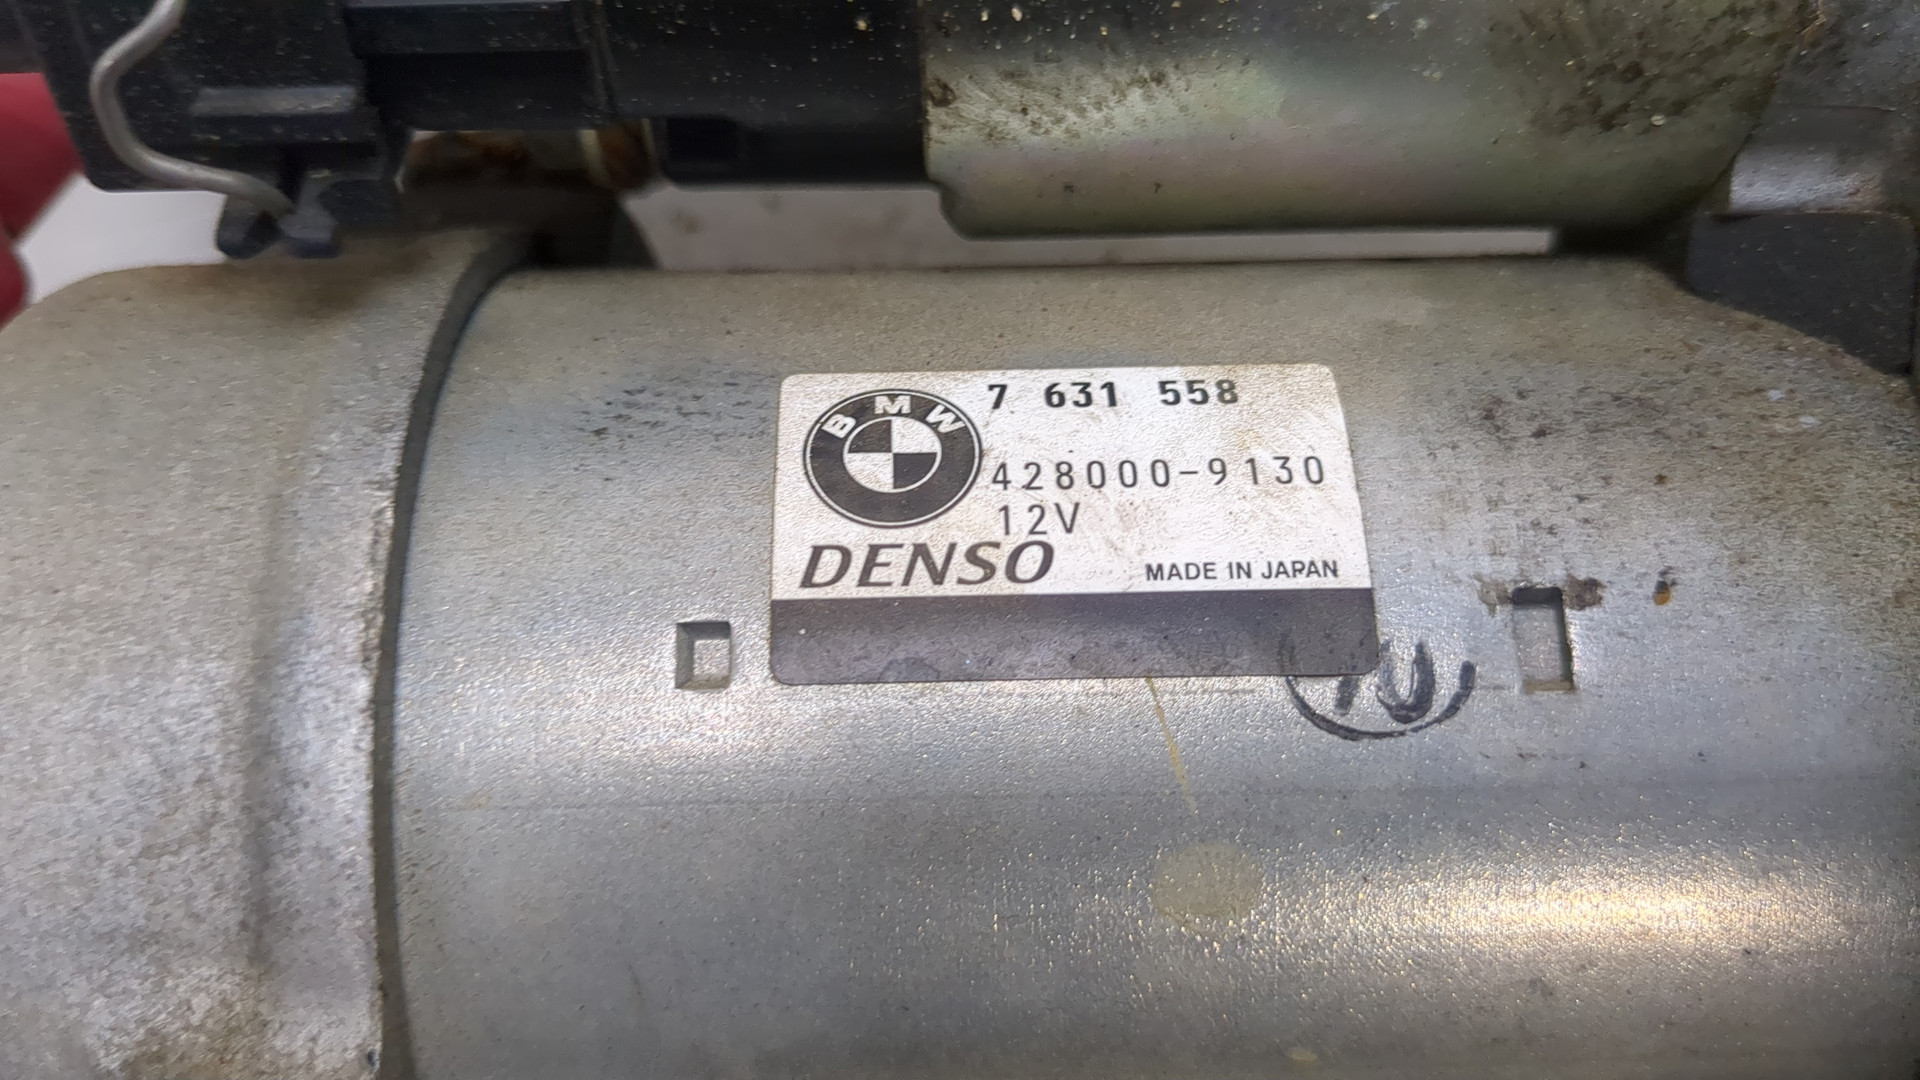 BMW
7 631 558
428000-9130
12V
DENSO
MADE IN JAPAN